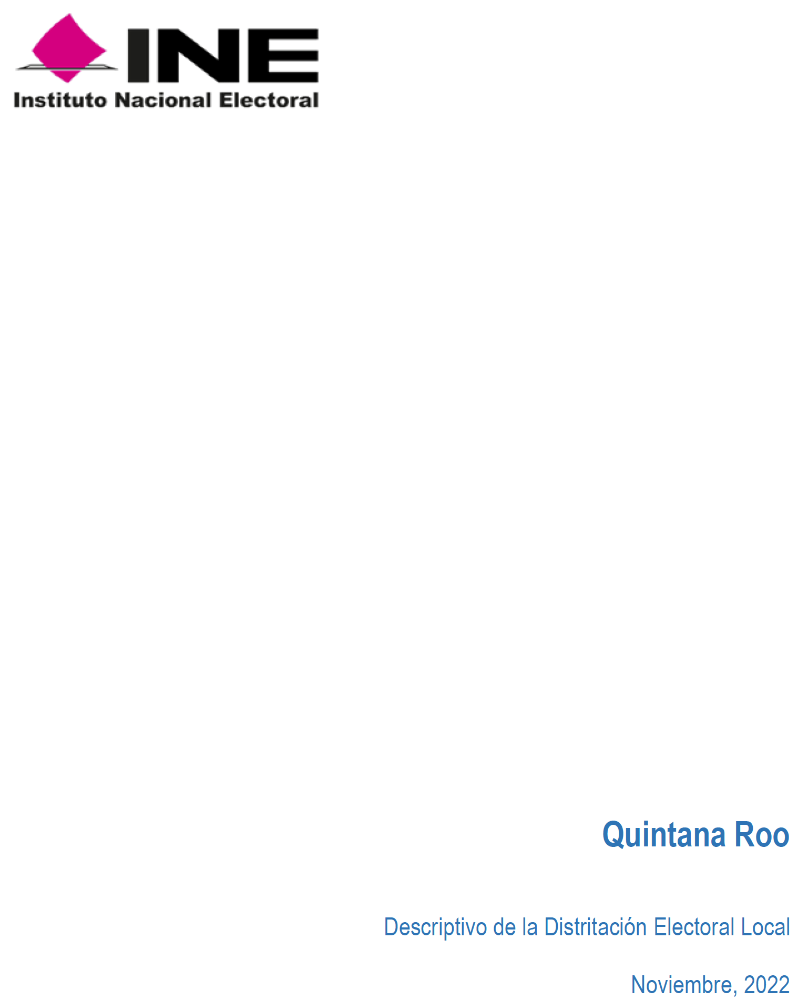 INE
Instituto Nacional Electoral
Quintana Roo
Descriptivo de la Distritación Electoral Local
Noviembre, 2022